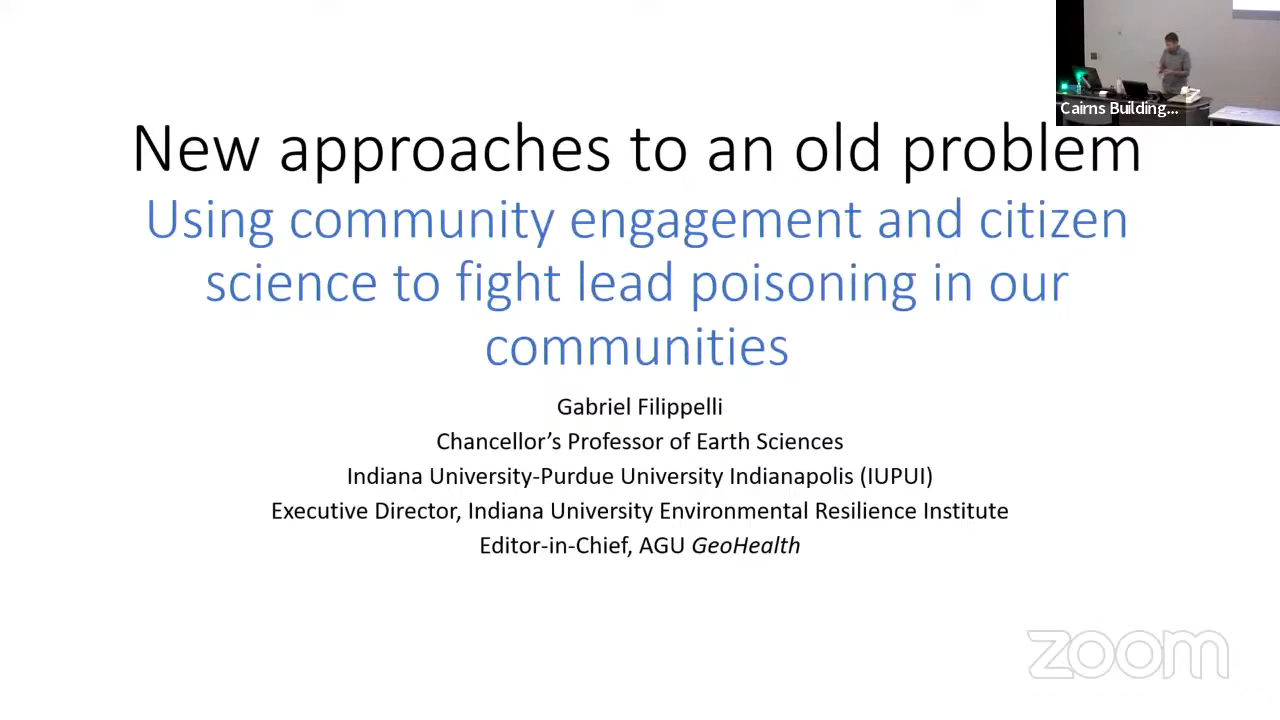 Cairns Building...
New approaches to an old problem
Using community engagement and citizen
science to fight lead poisoning in our
communities
Gabriel Filippelli
Chancellor’s Professor of Earth Sciences
Indiana University-Purdue University Indianapolis (IUPUI)
Executive Director, Indiana University Environmental Resilience Institute
Editor-in-Chief, AGU GeoHealth
zoom